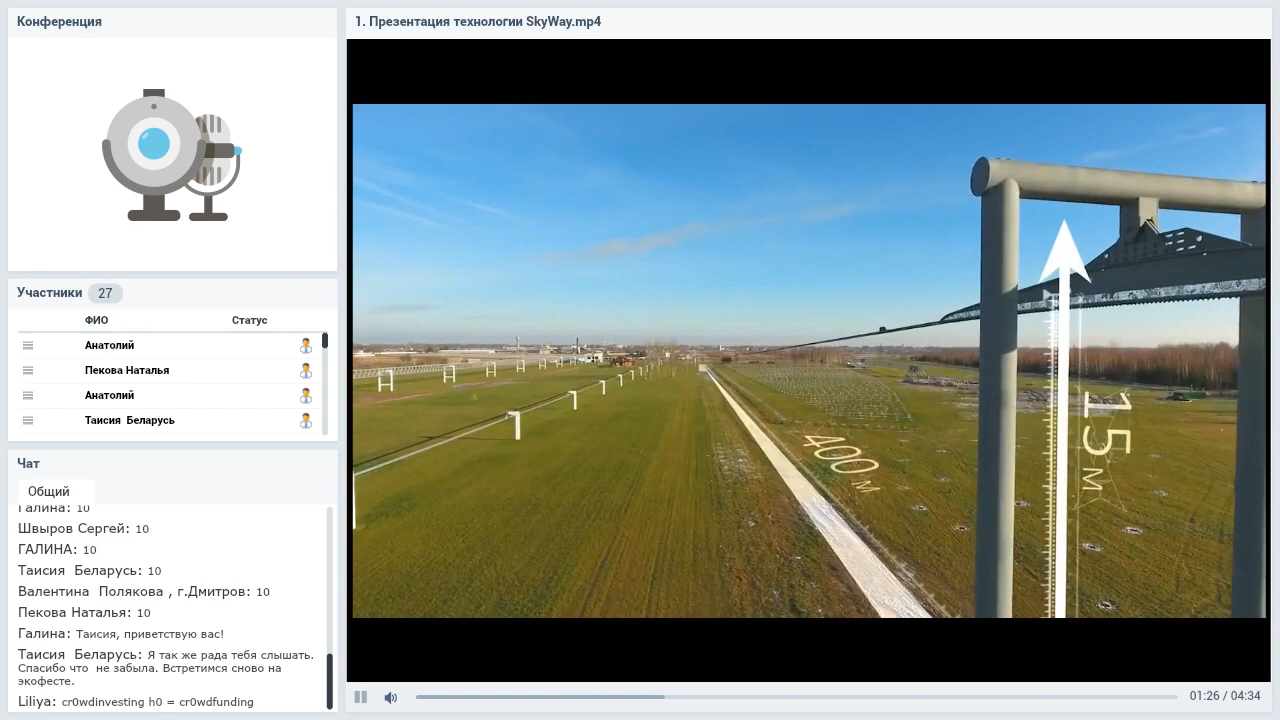 Конференция
1. Презентация технологии SkyWay.mp4
Участники 27
ФИО Статус
Анатолий
Пекова Наталья
Анатолий
Таисия Беларусь
Чат
Общий
Галина: 10
Швыров Сергей: 10
ГАЛИНА: 10
Таисия Беларусь: 10
Валентина Полякова , г.Дмитров: 10
Пекова Наталья: 10
Галина: Таисия, приветствую вас!
Таисия Беларусь: Я так же рада тебя слышать.
Спасибо что не забыла. Встретимся сново на
экофесте.
Liliya: cr0wdinvesting h0 = cr0wdfunding
400 м
15 м
01:26 / 04:34